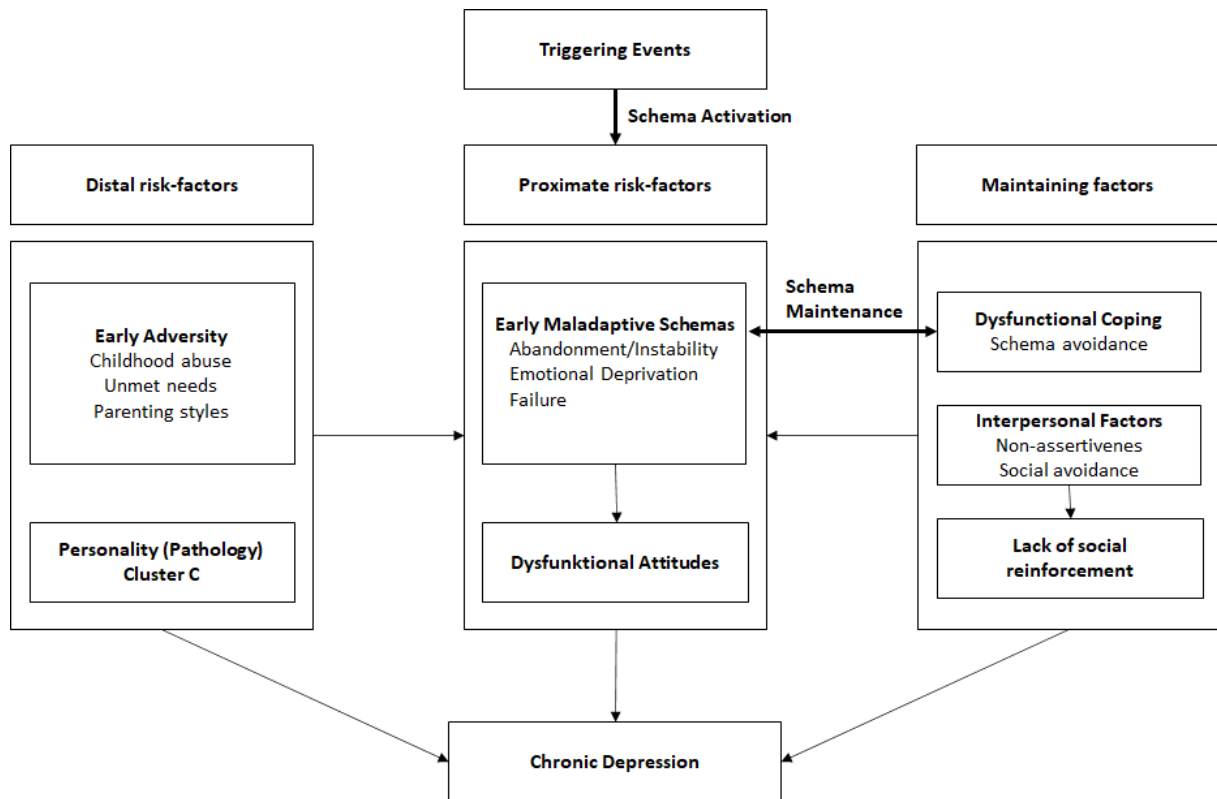 Triggering Events
Schema Activation
Distal risk-factors
Proximate risk-factors
Maintaining factors
Early Adversity
Childhood abuse
Unmet needs
Parenting styles
Personality (Pathology)
Cluster C
Early Maladaptive Schemas
Abandonment/Instability
Emotional Deprivation
Failure
Dysfunktional Attitudes
Schema
Maintenance
Dysfunctional Coping
Schema avoidance
Interpersonal Factors
Non-assertivenes
Social avoidance
Lack of social
reinforcement
Chronic Depression